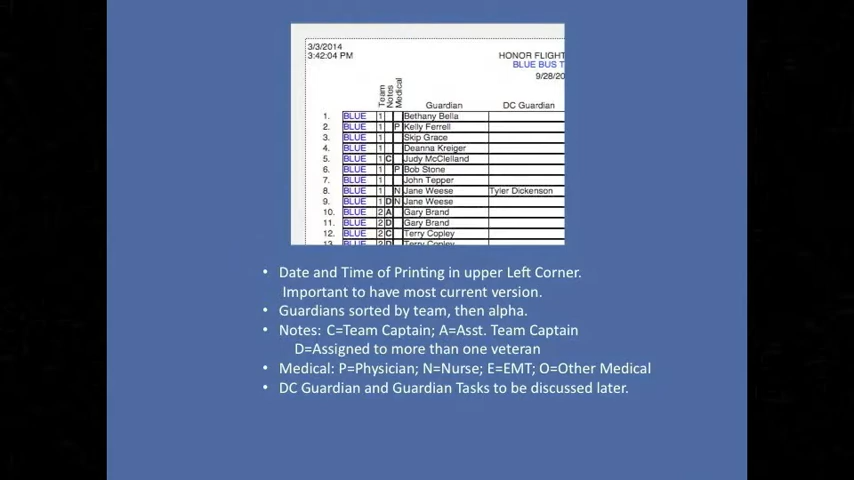 3/3/2014
3:42:04 PM
HONOR FLIGHT
BLUE BUS T
9/28/20
Team Notes Medical Guardian DC Guardian
1. BLUE 1 Bethany Bella
2. BLUE 1 P Kelly Ferrell
3. BLUE 1 Skip Grace
4. BLUE 1 Deanna Kreiger
5. BLUE 1 C Judy McClelland
6. BLUE 1 P Bob Stone
7. BLUE 1 John Tepper
8. BLUE 1 N Jane Weese Tyler Dickenson
9. BLUE 1 D N Jane Weese
10. BLUE 2 A Gary Brand
11. BLUE 2 D Gary Brand
12. BLUE 2 C Terry Copley
13. BLUE 2 D Terry Copley
• Date and Time of Printing in upper Left Corner.
Important to have most current version.
• Guardians sorted by team, then alpha.
• Notes: C=Team Captain; A=Asst. Team Captain
D=Assigned to more than one veteran
• Medical: P=Physician; N=Nurse; E=EMT; O=Other Medical
• DC Guardian and Guardian Tasks to be discussed later.